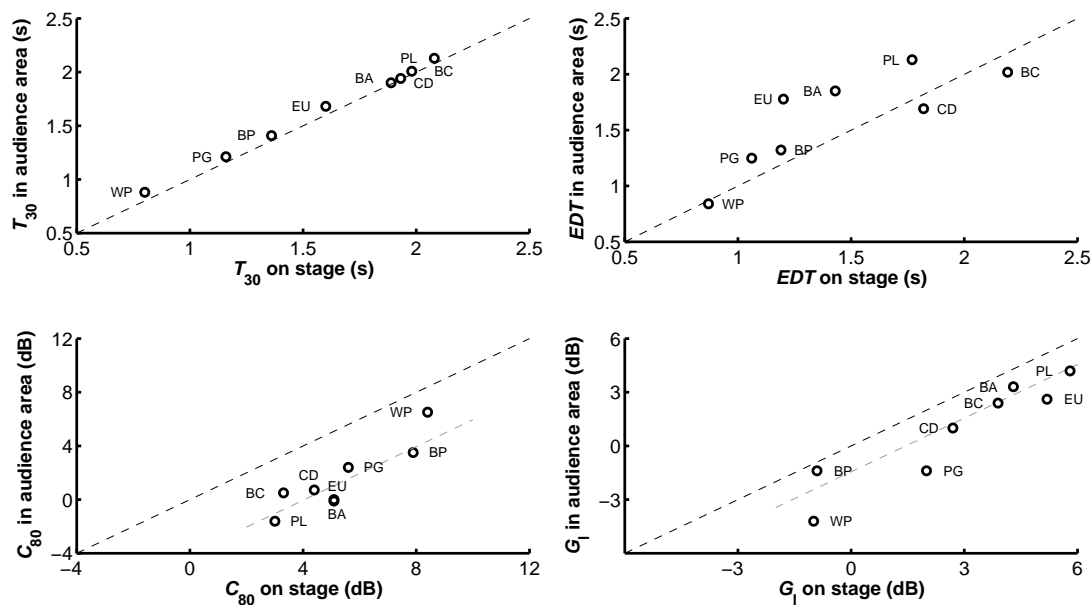 2.5
2
1.5
1
0.5
0.5
1
1.5
2
2.5
T30 in audience area (s)
T30 on stage (s)
WP
PG
BP
EU
BA
PL
CD
BC
2.5
2
1.5
1
0.5
0.5
1
1.5
2
2.5
EDT in audience area (s)
EDT on stage (s)
WP
PG
BP
EU
BA
PL
CD
BC
12
8
4
0
−4
−4
0
4
8
12
C80 in audience area (dB)
C80 on stage (dB)
WP
BP
PG
CD
EU
BC
BA
PL
6
3
0
−3
−3
0
3
6
Gl in audience area (dB)
Gl on stage (dB)
PL
BA
EU
BC
CD
BP
PG
WP